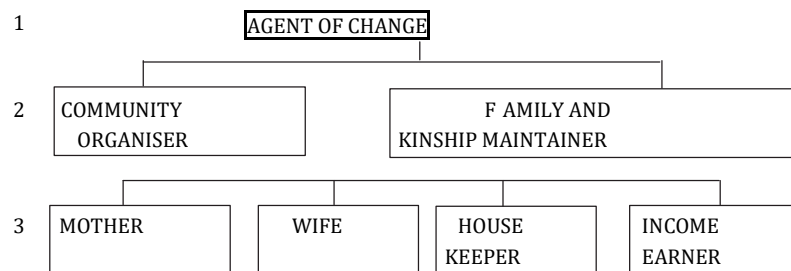 1 AGENT OF CHANGE
2 COMMUNITY ORGANISER
F AMILY AND KINSHIP MAINTAINER
3 MOTHER
WIFE
HOUSE KEEPER
INCOME EARNER